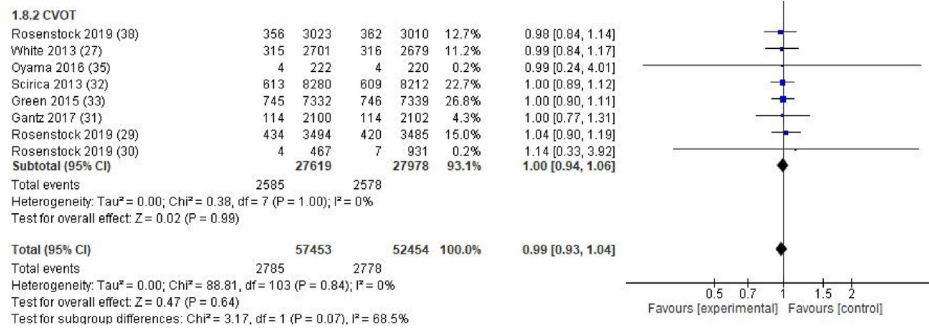 1.8.2 CVOT
Rosenstock 2019 (38) 356 3023 362 3010 12.7% 0.98 [0.84, 1.14]
White 2013 (27) 315 2701 316 2679 11.2% 0.99 [0.84, 1.17]
Oyama 2016 (35) 4 222 4 220 0.2% 0.99 [0.24, 4.01]
Scirica 2013 (32) 613 8280 609 8212 22.7% 1.00 [0.89, 1.12]
Green 2015 (33) 745 7332 746 7339 26.8% 1.00 [0.90, 1.11]
Gantz 2017 (31) 114 2100 114 2102 4.3% 1.00 [0.77, 1.31]
Rosenstock 2019 (29) 434 3494 420 3485 15.0% 1.04 [0.90, 1.19]
Rosenstock 2019 (30) 4 467 7 931 0.2% 1.14 [0.33, 3.92]
Subtotal (95% CI) 27619 27978 93.1% 1.00 [0.94, 1.06]
Total events 2585 2578
Heterogeneity: Tau² = 0.00; Chi² = 0.38, df = 7 (P = 1.00); I² = 0%
Test for overall effect: Z = 0.02 (P = 0.99)
Total (95% CI) 57453 52454 100.0% 0.99 [0.93, 1.04]
Total events 2785 2778
Heterogeneity: Tau² = 0.00; Chi² = 88.81, df = 103 (P = 0.84); I² = 0%
Test for overall effect: Z = 0.47 (P = 0.64)
Test for subgroup differences: Chi² = 3.17, df = 1 (P = 0.07), I² = 68.5%
0.5 0.7 1 1.5 2
Favours [experimental] Favours [control]